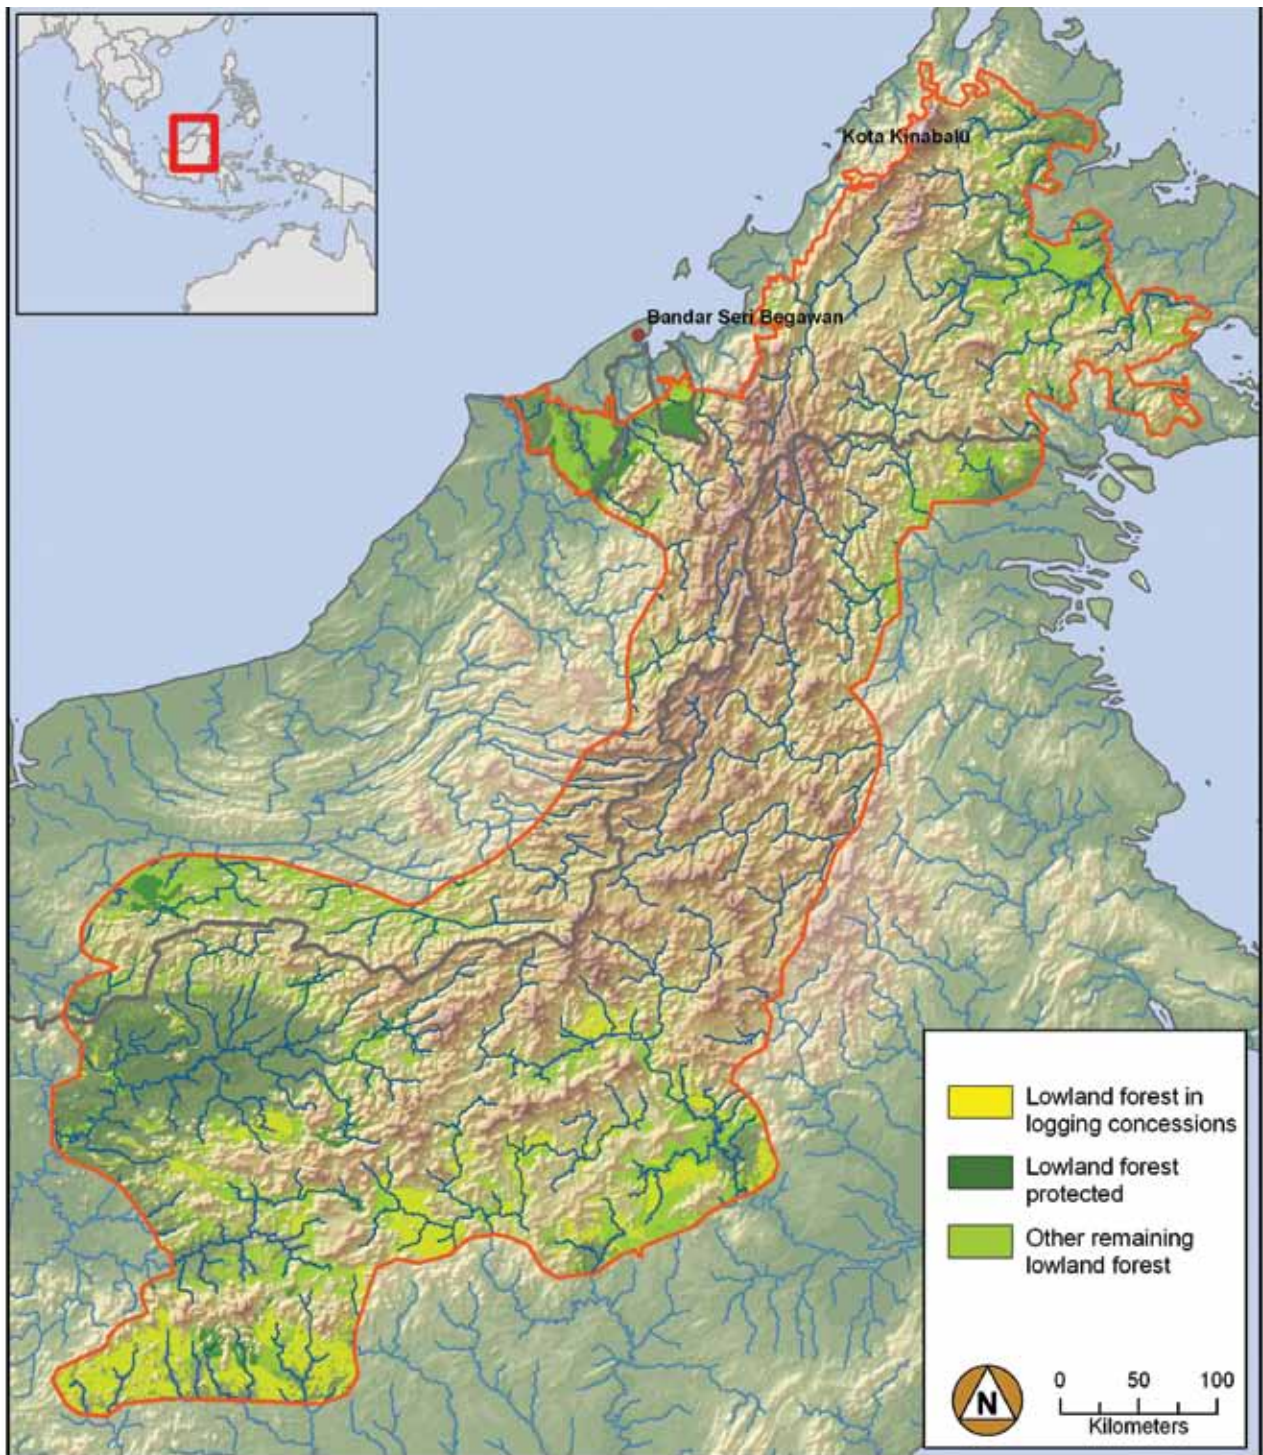 Kota Kinabalu
Bandar Seri Begawan
Lowland forest in
logging concessions
Lowland forest
protected
Other remaining
lowland forest
N
0 50 100
Kilometers